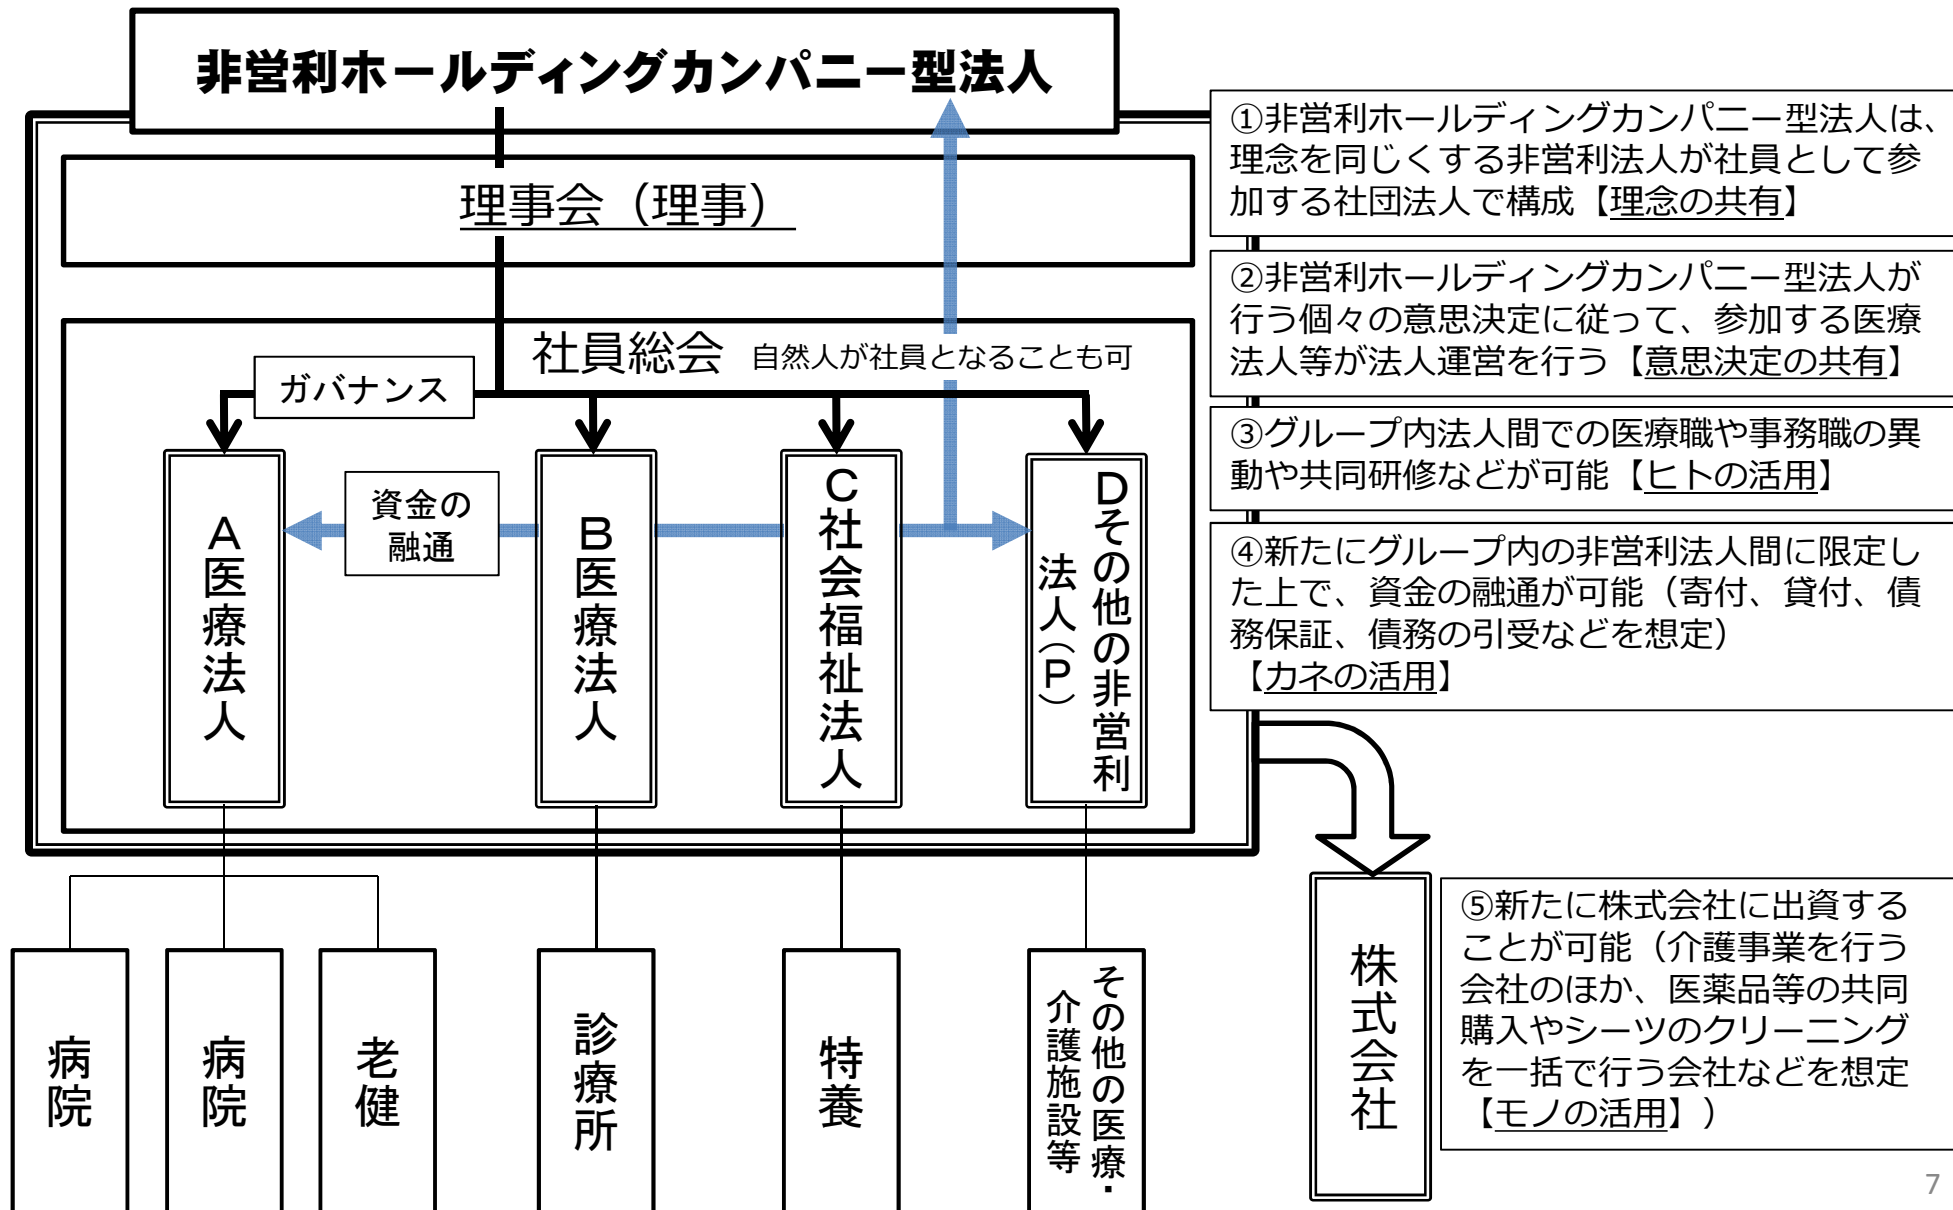 非営利ホールディングカンパニー型法人
理事会（理事）
社員総会 自然人が社員となることも可
ガバナンス
資金の
融通
A医療法人
B医療法人
C社会福祉法人
Dその他の非営利
法人（P）
病院
病院
老健
診療所
特養
その他の医療・
介護施設等
①非営利ホールディングカンパニー型法人は、
理念を同じくする非営利法人が社員として参
加する社団法人で構成【理念の共有】
②非営利ホールディングカンパニー型法人が
行う個々の意思決定に従って、参加する医療
法人等が法人運営を行う【意思決定の共有】
③グループ内法人間での医療職や事務職の異
動や共同研修などが可能【ヒトの活用】
④新たにグループ内の非営利法人間に限定し
た上で、資金の融通が可能（寄付、貸付、債
務保証、債務の引受などを想定）
【カネの活用】
株式会社
⑤新たに株式会社に出資する
ことが可能（介護事業を行う
会社のほか、医薬品等の共同
購入やシーツのクリーニング
を一括で行う会社などを想定
【モノの活用】）
7